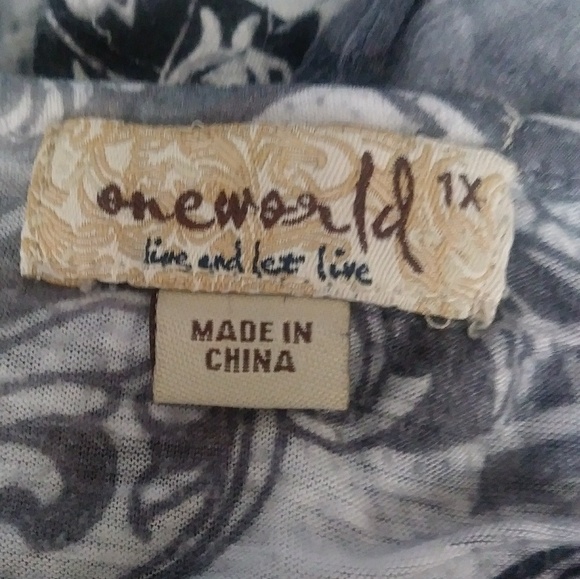 oneworld 1X
live and let live
MADE IN
CHINA